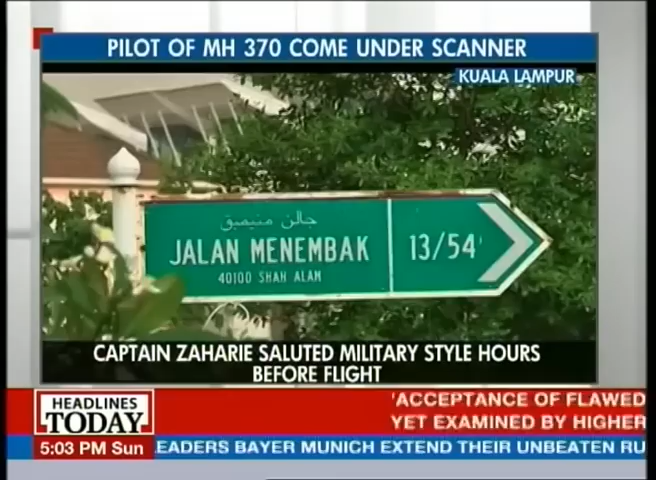 PILOT OF MH 370 COME UNDER SCANNER
KUALA LAMPUR
جالن منيمبق
JALAN MENEMBAK
13/54
40100 SHAH ALAM
CAPTAIN ZAHARIE SALUTED MILITARY STYLE HOURS
BEFORE FLIGHT
HEADLINES
TODAY
'ACCEPTANCE OF FLAWED
YET EXAMINED BY HIGHER
5:03 PM Sun
EADERS BAYER MUNICH EXTEND THEIR UNBEATEN RU